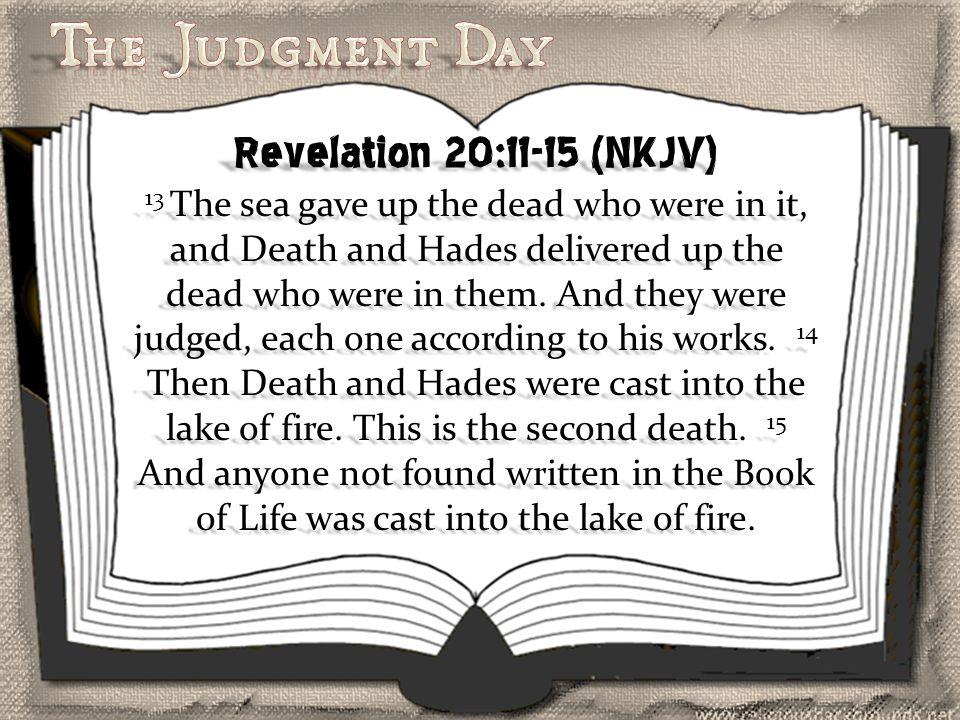 The Judgment Day
Revelation 20:11-15 (NKJV)
13 The sea gave up the dead who were in it,
and Death and Hades delivered up the
dead who were in them. And they were
judged, each one according to his works. 14
Then Death and Hades were cast into the
lake of fire. This is the second death. 15
And anyone not found written in the Book
of Life was cast into the lake of fire.